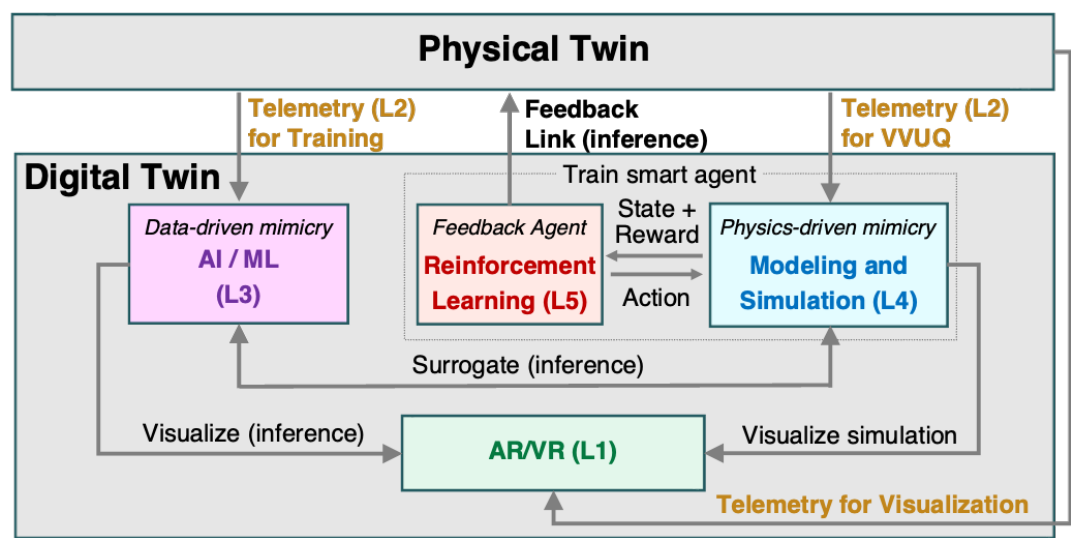 Physical Twin
Telemetry (L2)
for Training
Feedback
Link (inference)
Telemetry (L2)
for VVUQ
Digital Twin
Train smart agent
Data-driven mimicry
AI / ML
(L3)
Feedback Agent
Reinforcement
Learning (L5)
State +
Reward
Action
Physics-driven mimicry
Modeling and
Simulation (L4)
Surrogate (inference)
Visualize (inference)
AR/VR (L1)
Visualize simulation
Telemetry for Visualization